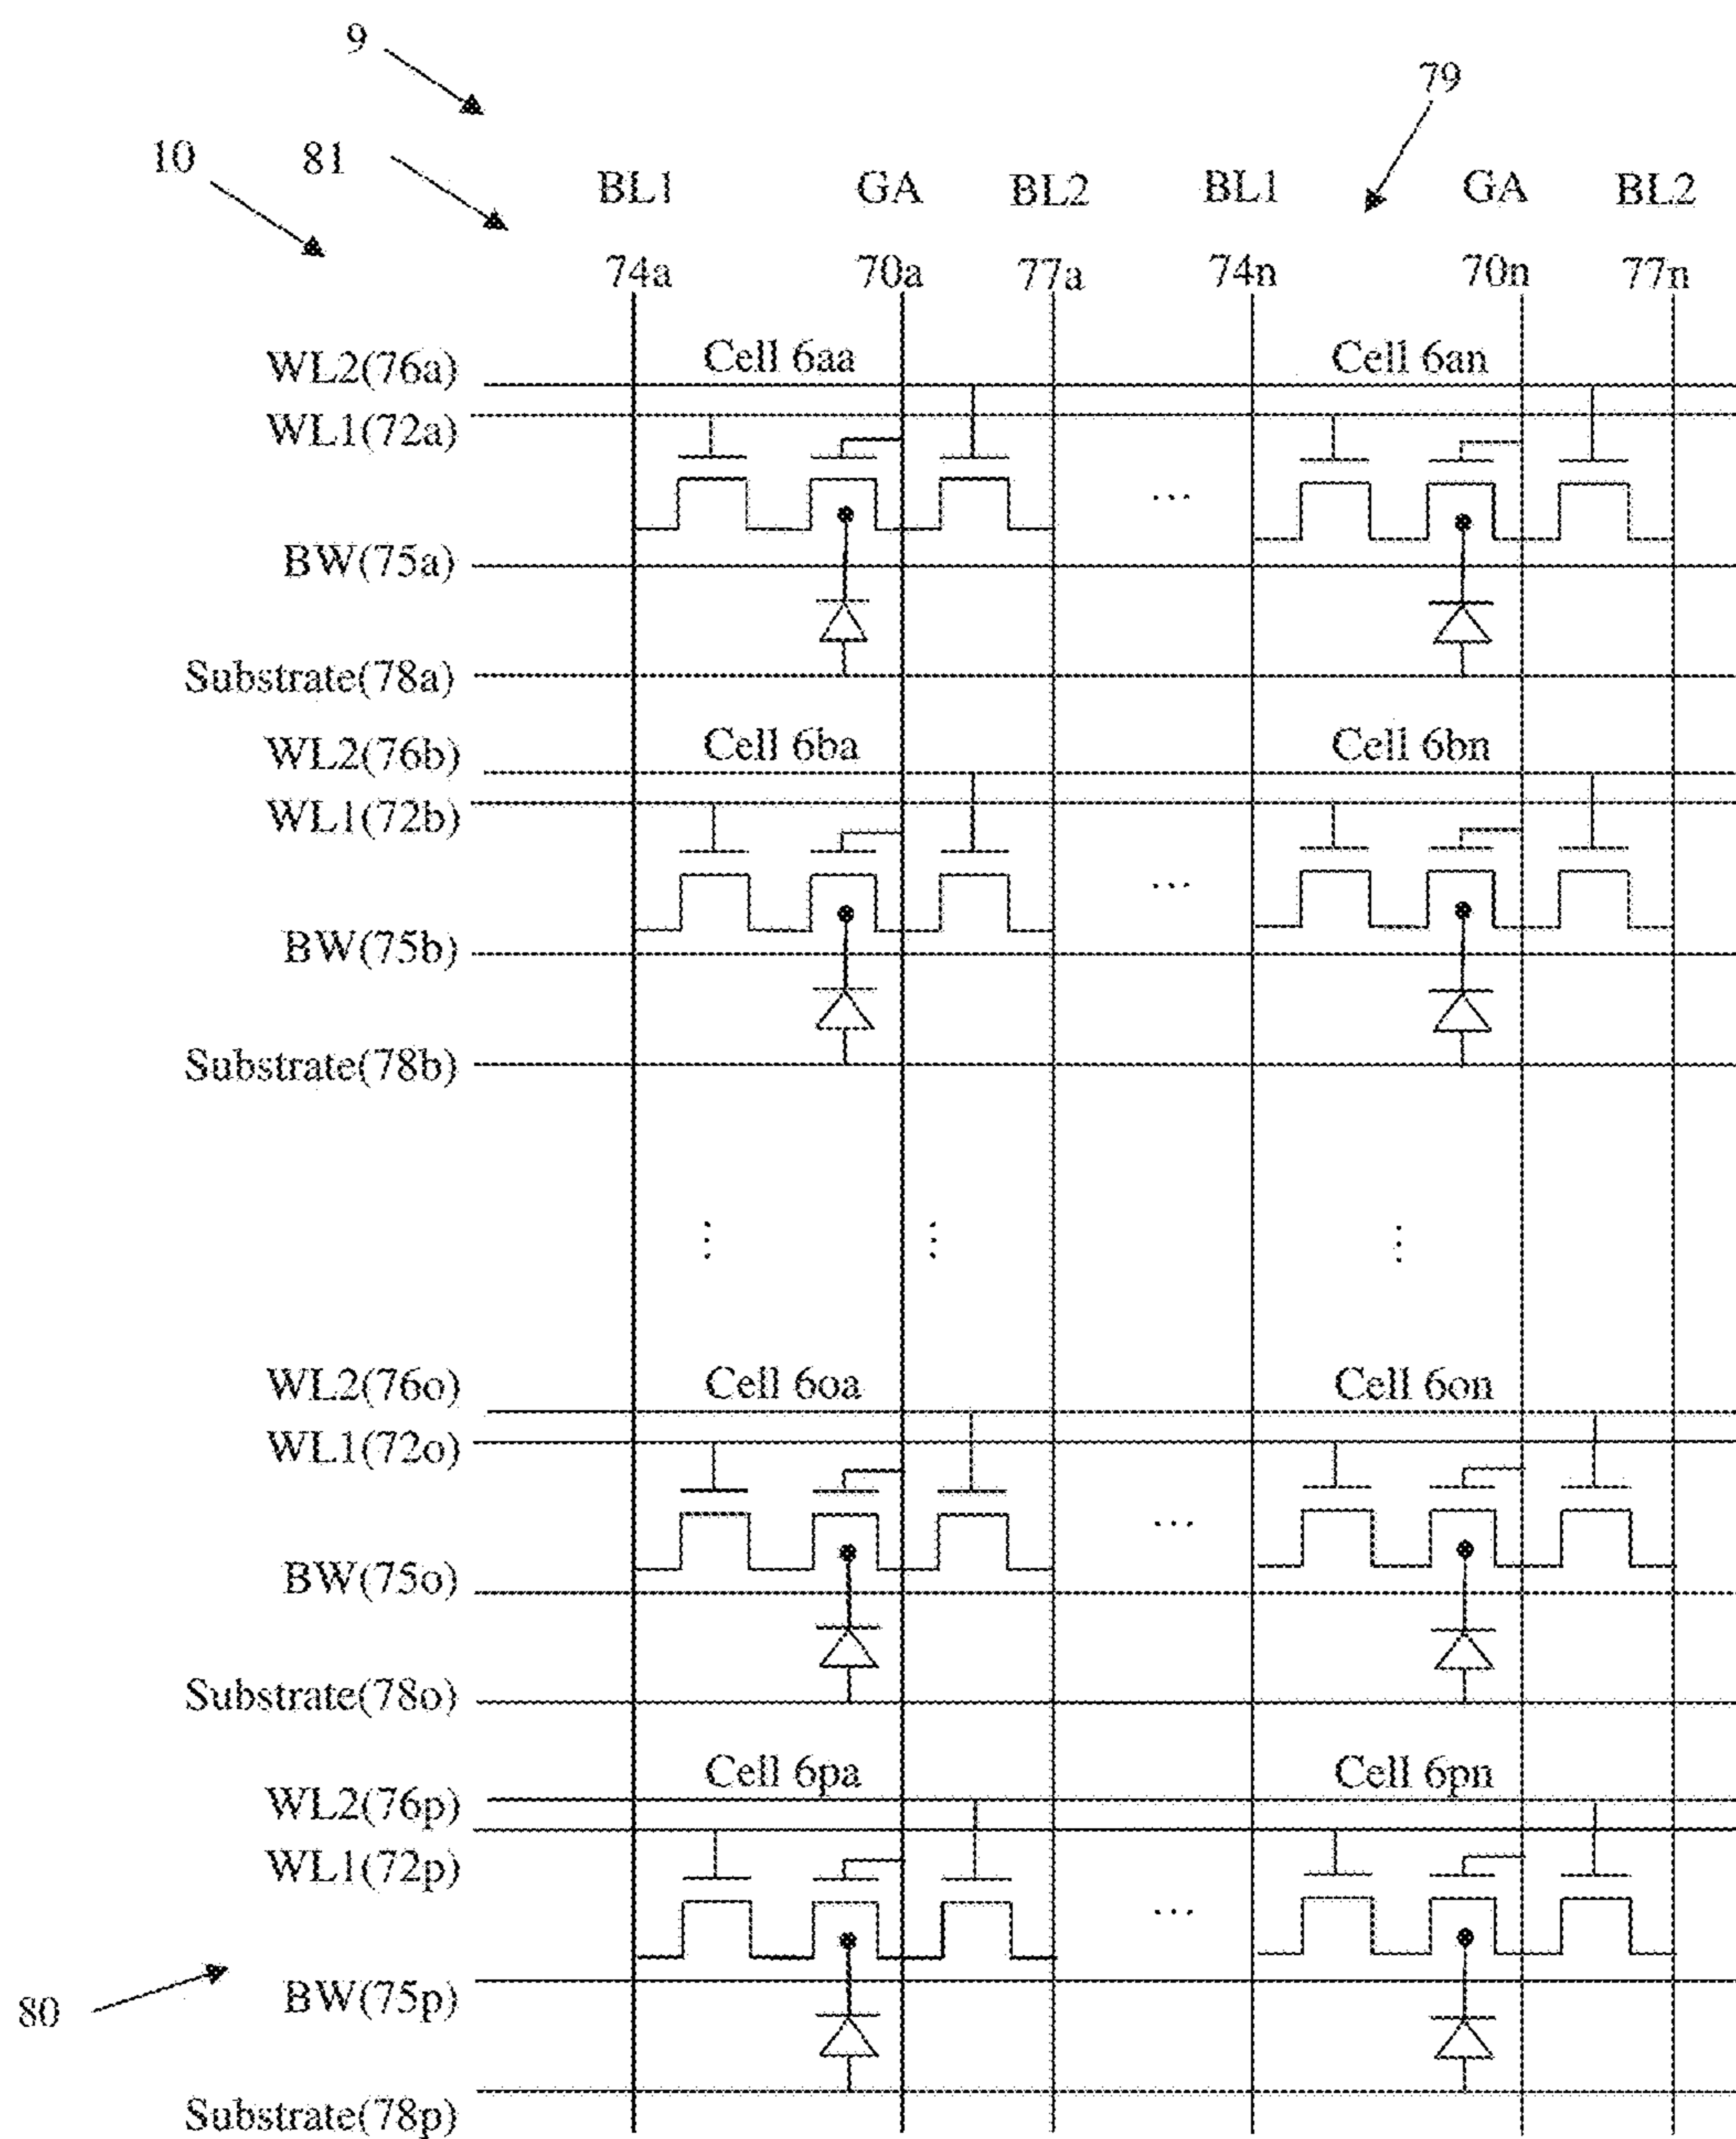 9
79
10 81
BL1 GA BL2 BL1 GA BL2
74a 70a 77a 74n 70n 77n
WL2(76a) Cell 6aa Cell 6an
WL1(72a)
...
BW(75a)
Substrate(78a)
WL2(76b) Cell 6ba Cell 6bn
WL1(72b)
...
BW(75b)
Substrate(78b)
WL2(76o) Cell 6oa Cell 6on
WL1(72o)
...
BW(75o)
Substrate(78o)
WL2(76p) Cell 6pa Cell 6pn
WL1(72p)
...
BW(75p)
80
Substrate(78p)